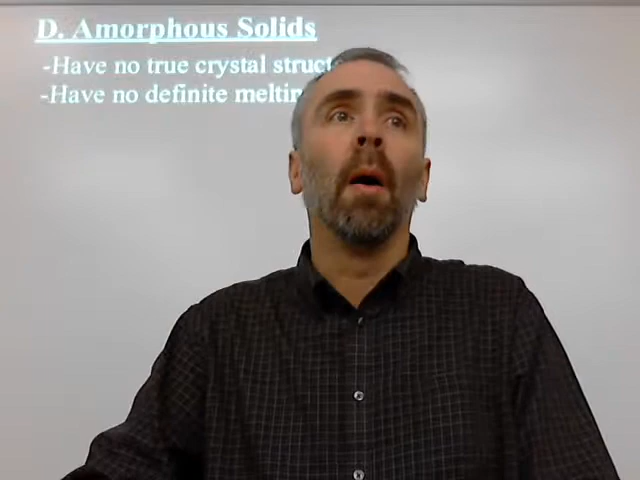 D. Amorphous Solids
-Have no true crystal struct
-Have no definite meltin